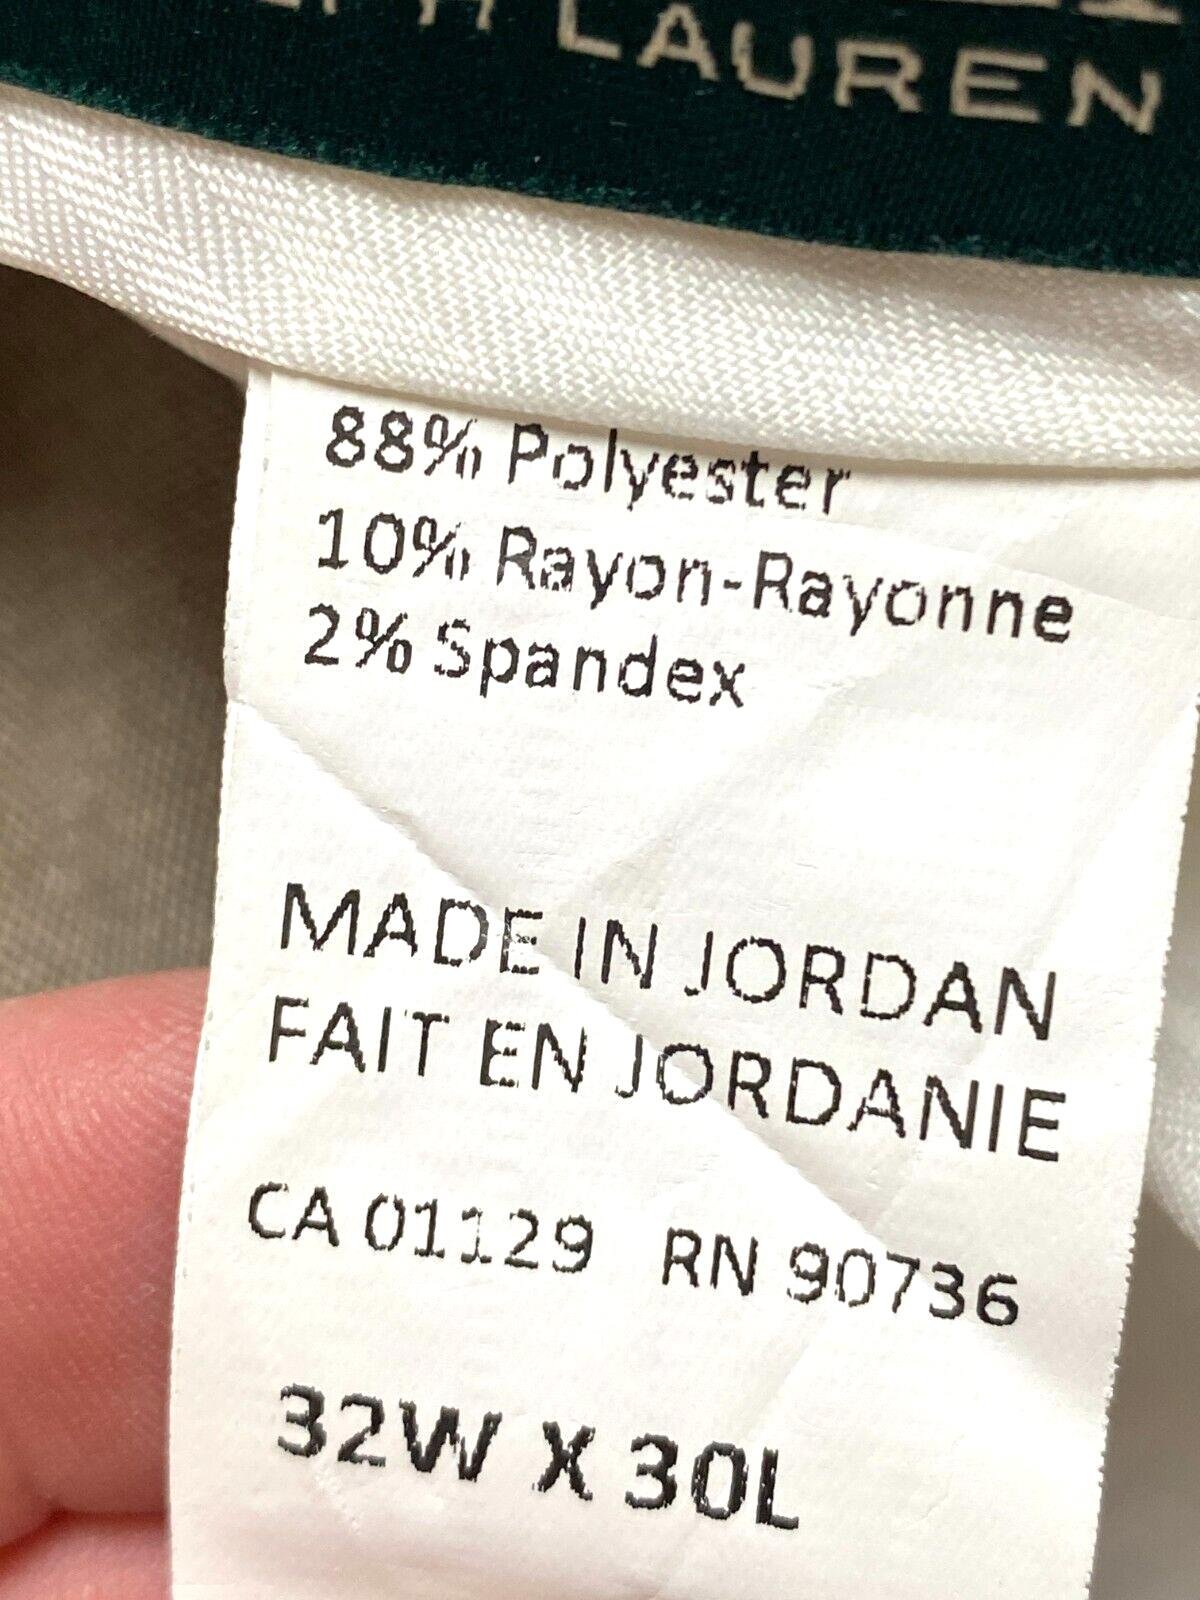 LAUREN
88% Polyester
10% Rayon-Rayonne
2% Spandex
MADE IN JORDAN
FAIT EN JORDANIE
CA 01129 RN 90736
32W X 30L